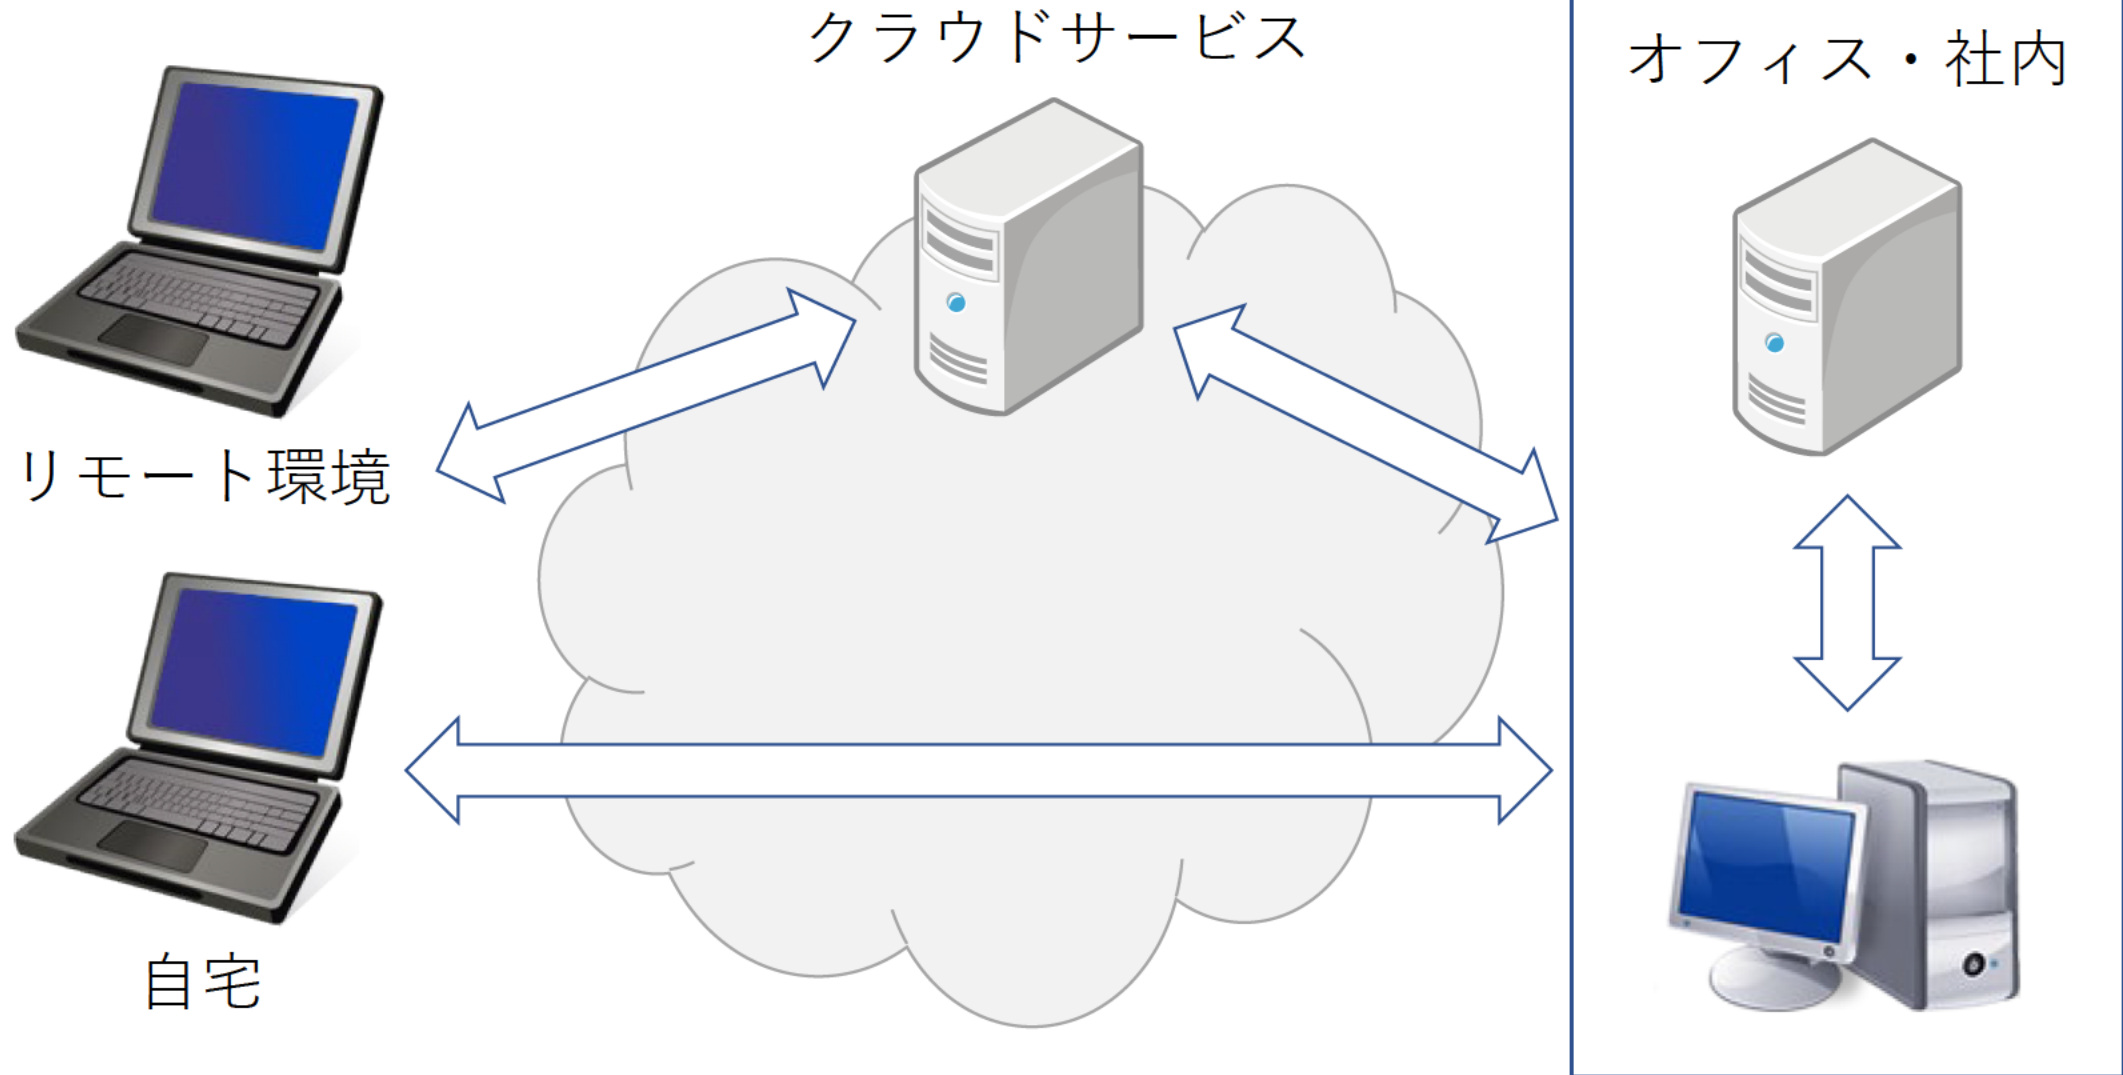 クラウドサービス
オフィス・社内
リモート環境
自宅